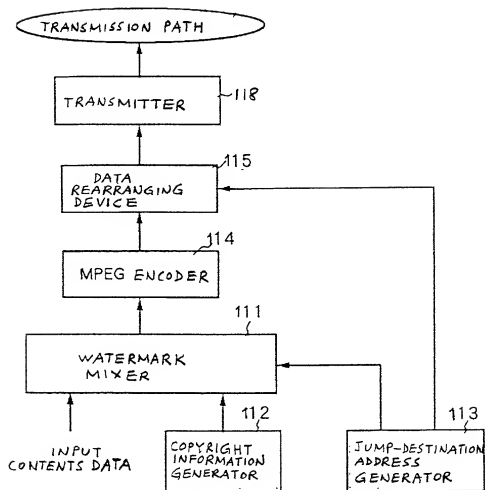 TRANSMISSION PATH
TRANSMITTER
118
115
DATA
REARRANGING
DEVICE
114
MPEG ENCODER
111
WATERMARK
MIXER
112
113
INPUT
CONTENTS DATA
COPYRIGHT
INFORMATION
GENERATOR
JUMP-DESTINATION
ADDRESS
GENERATOR